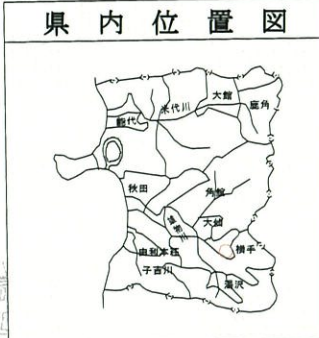 県内位置図
大館
鹿角
米代川
能代
秋田
角館
雄物川
大仙
横手
由利本荘
子吉川
湯沢